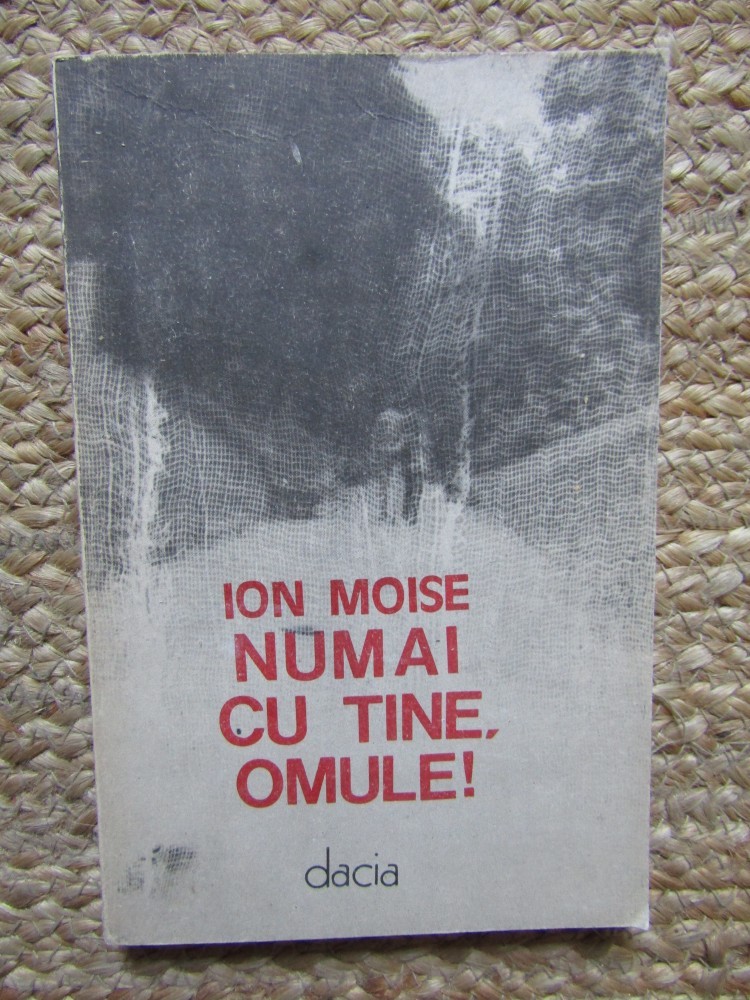 ION MOISE
NUMAI
CU TINE,
OMULE!
dacia